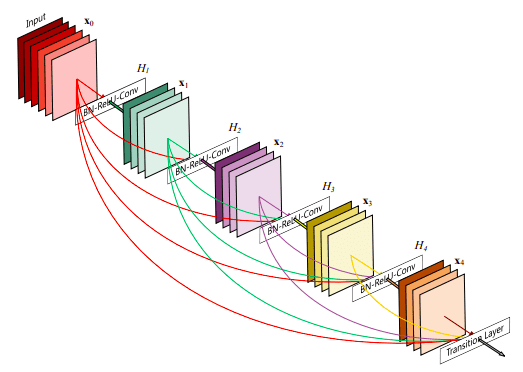 Input
x0
H1
BN-ReLU-Conv
x1
H2
BN-ReLU-Conv
x2
H3
BN-ReLU-Conv
x3
H4
BN-ReLU-Conv
x4
Transition Layer